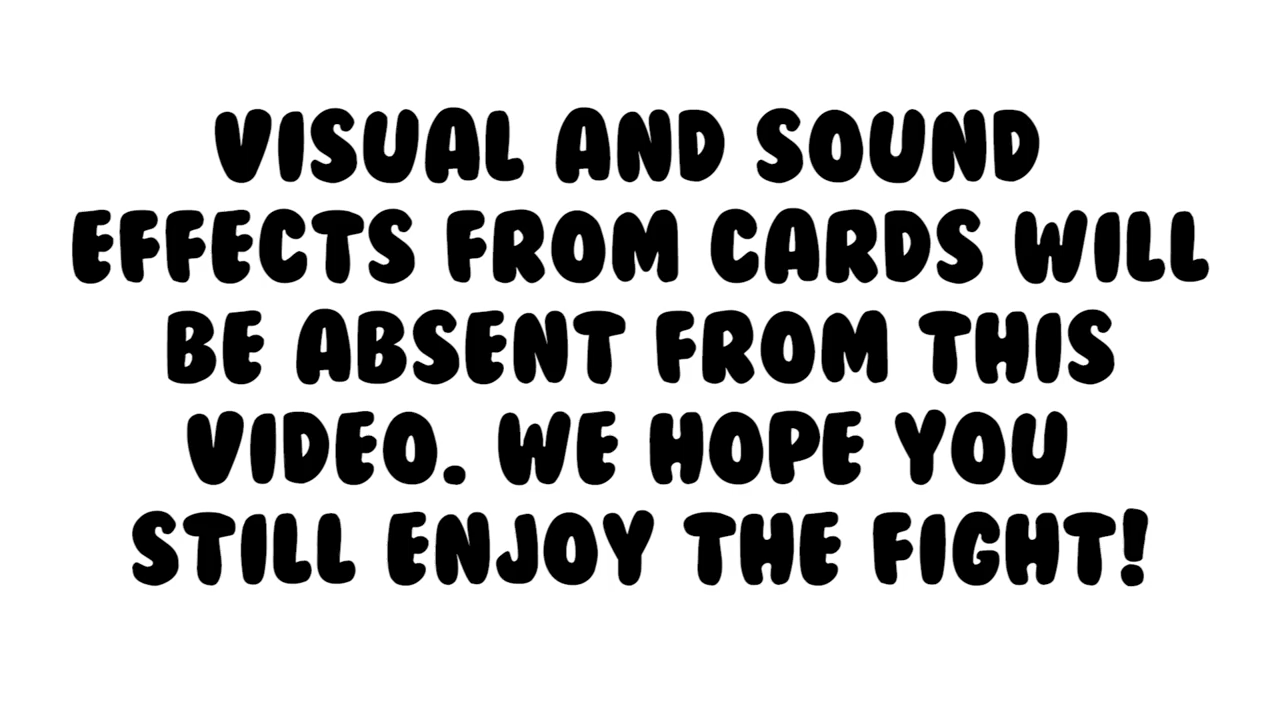 VISUAL AND SOUND
EFFECTS FROM CARDS WILL
BE ABSENT FROM THIS
VIDEO. WE HOPE YOU
STILL ENJOY THE FIGHT!